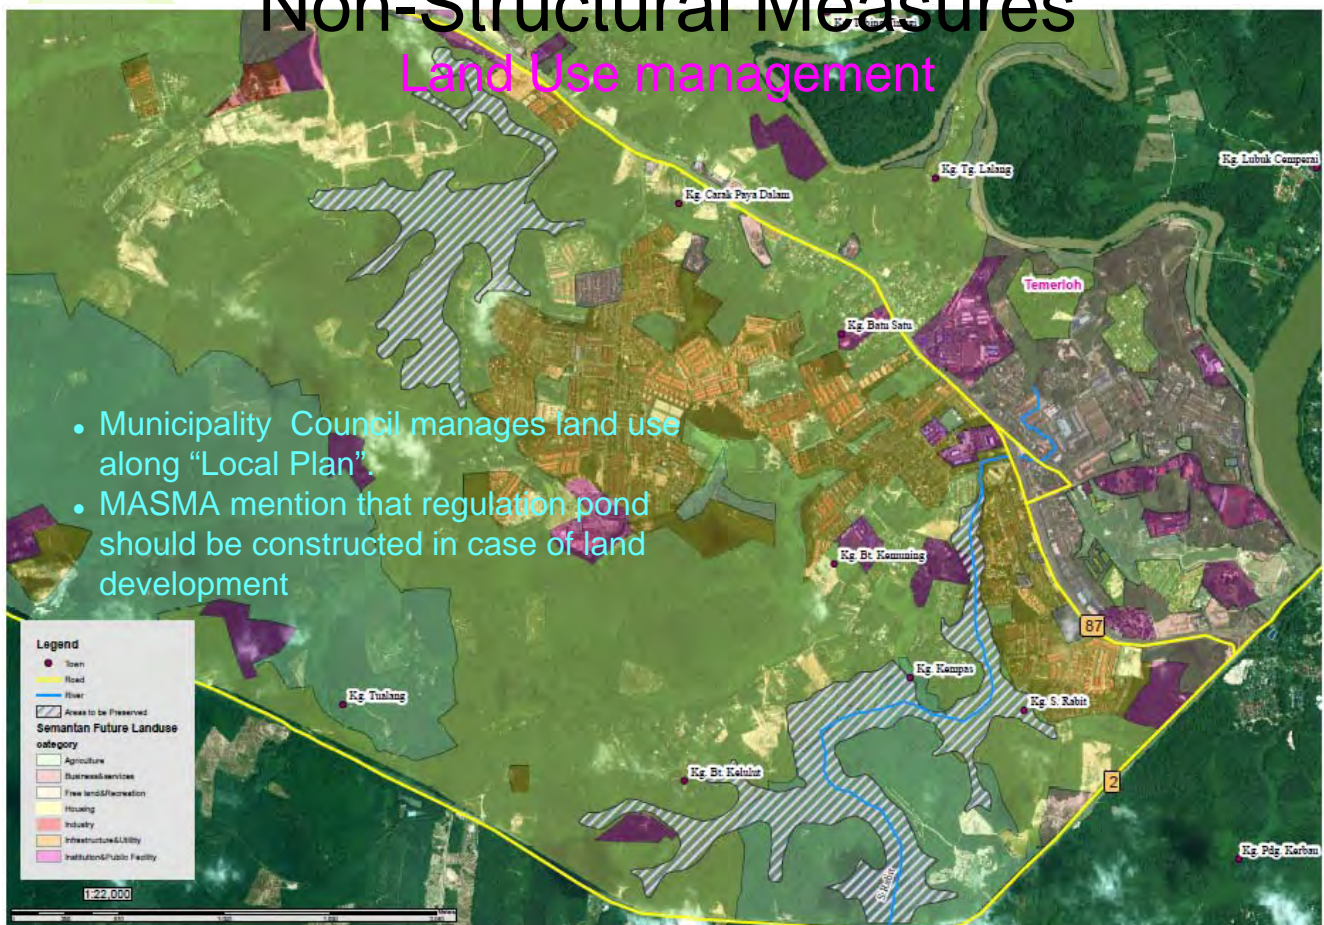 Non-Structural Measures
Land Use management
Kg. Tg. Lalang
Kg. Lubuk Cemperai
Kg. Carak Paya Dalam
Temerloh
Kg. Batu Satu
• Municipality Council manages land use
along “Local Plan”.
• MASMA mention that regulation pond
should be constructed in case of land
development
Kg. Bt. Kemuning
87
Kg. Kempas
Kg. S. Rabit
Kg. Tualang
Kg. Bt. Kelulut
2
Kg. Pdg. Kerbau
S. Rabit
Legend
Town
Road
River
Areas to be Preserved
Semantan Future Landuse
category
Agriculture
Business&services
Free land&Recreation
Housing
Industry
Infrastructure&Utility
Institution&Public Facility
1:22,000